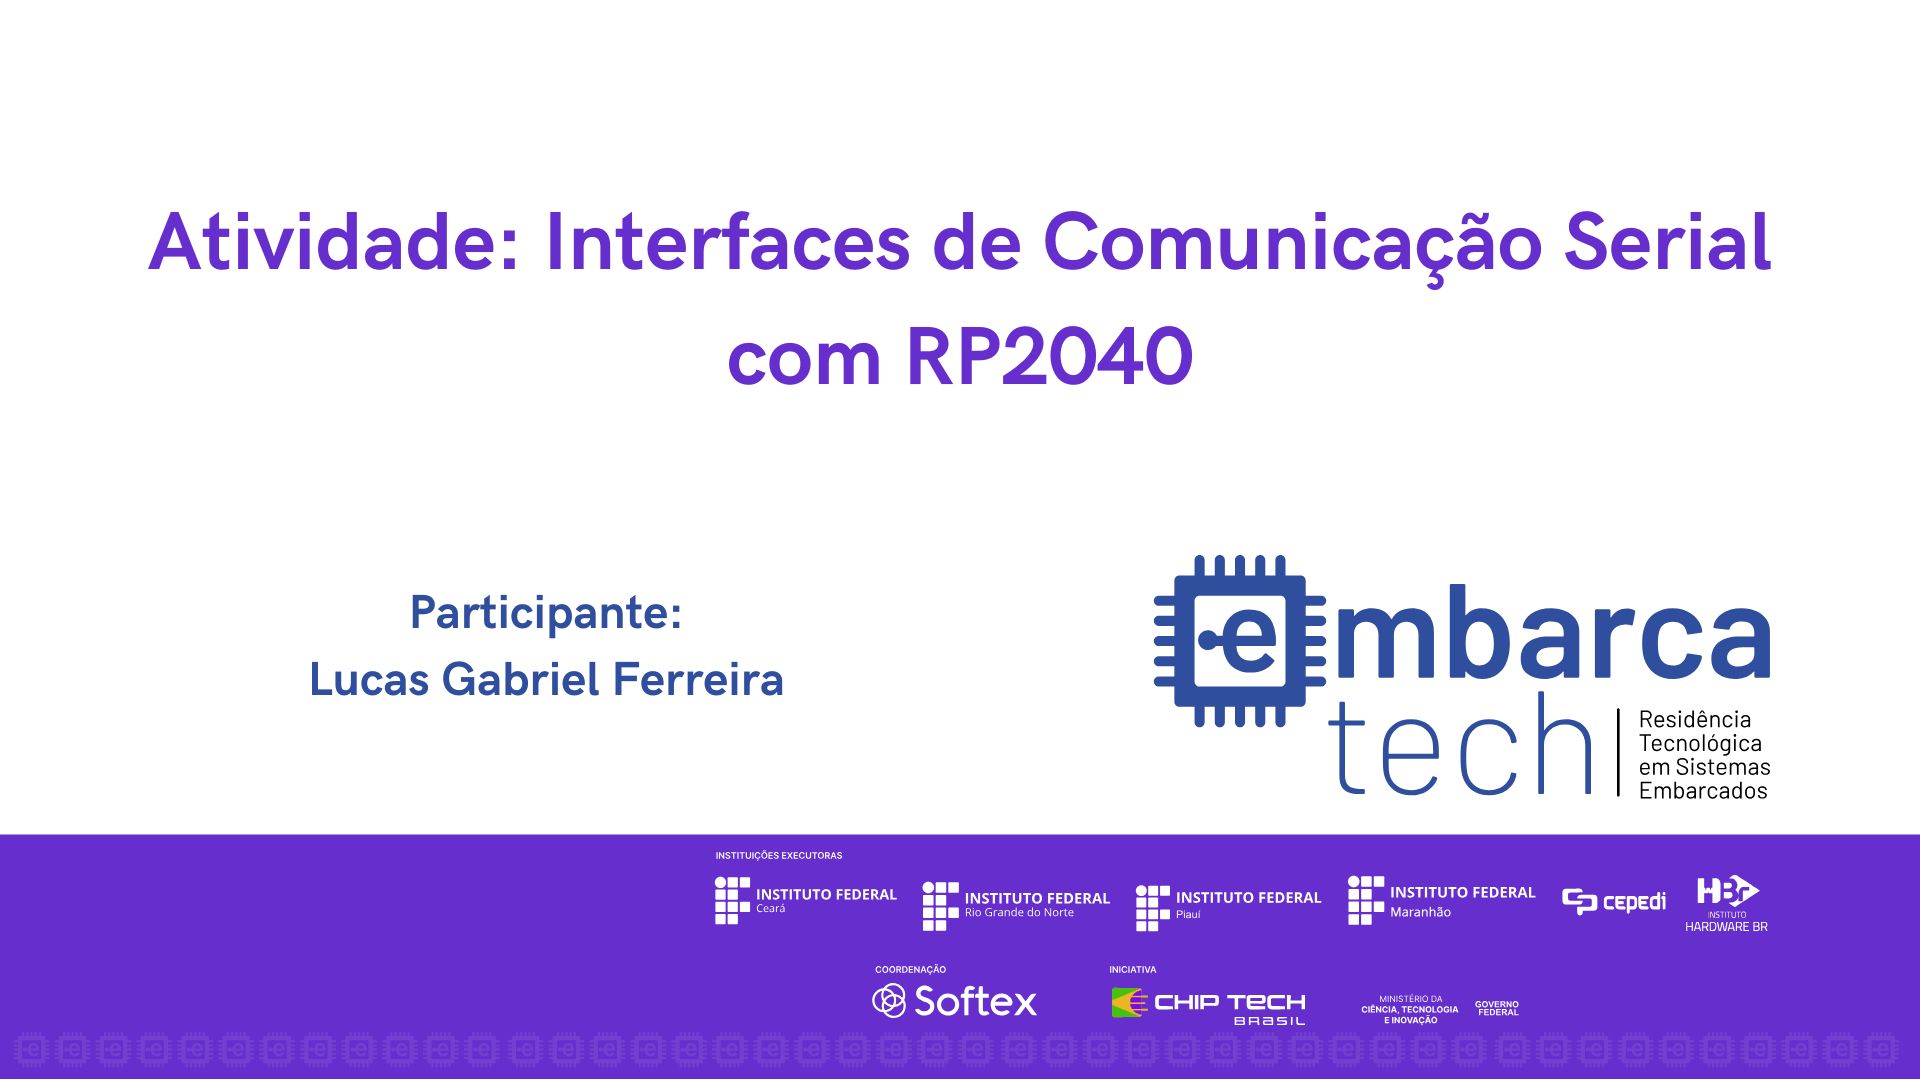 Atividade: Interfaces de Comunicação Serial
com RP2040
Participante:
Lucas Gabriel Ferreira
embarca
tech
Residência
Tecnológica
em Sistemas
Embarcados
INSTITUIÇÕES EXECUTORAS
INSTITUTO FEDERAL
Ceará
INSTITUTO FEDERAL
Rio Grande do Norte
INSTITUTO FEDERAL
Piauí
INSTITUTO FEDERAL
Maranhão
cepedi
HBr
INSTITUTO
HARDWARE BR
COORDENAÇÃO
Softex
INICIATIVA
CHIP TECH
BRASIL
MINISTÉRIO DA
CIÊNCIA, TECNOLOGIA
E INOVAÇÃO
GOVERNO
FEDERAL